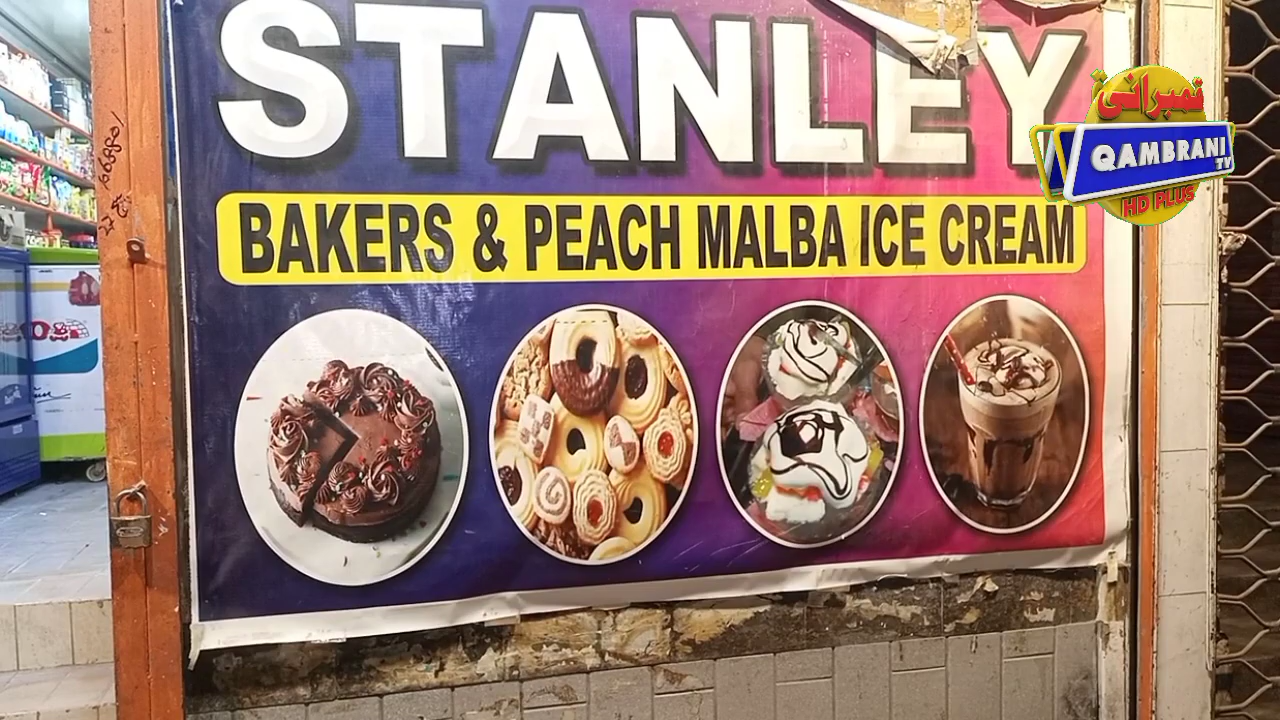 STANLEY
BAKERS & PEACH MALBA ICE CREAM
قمبرانی
QAMBRANI
TV
HD PLUS